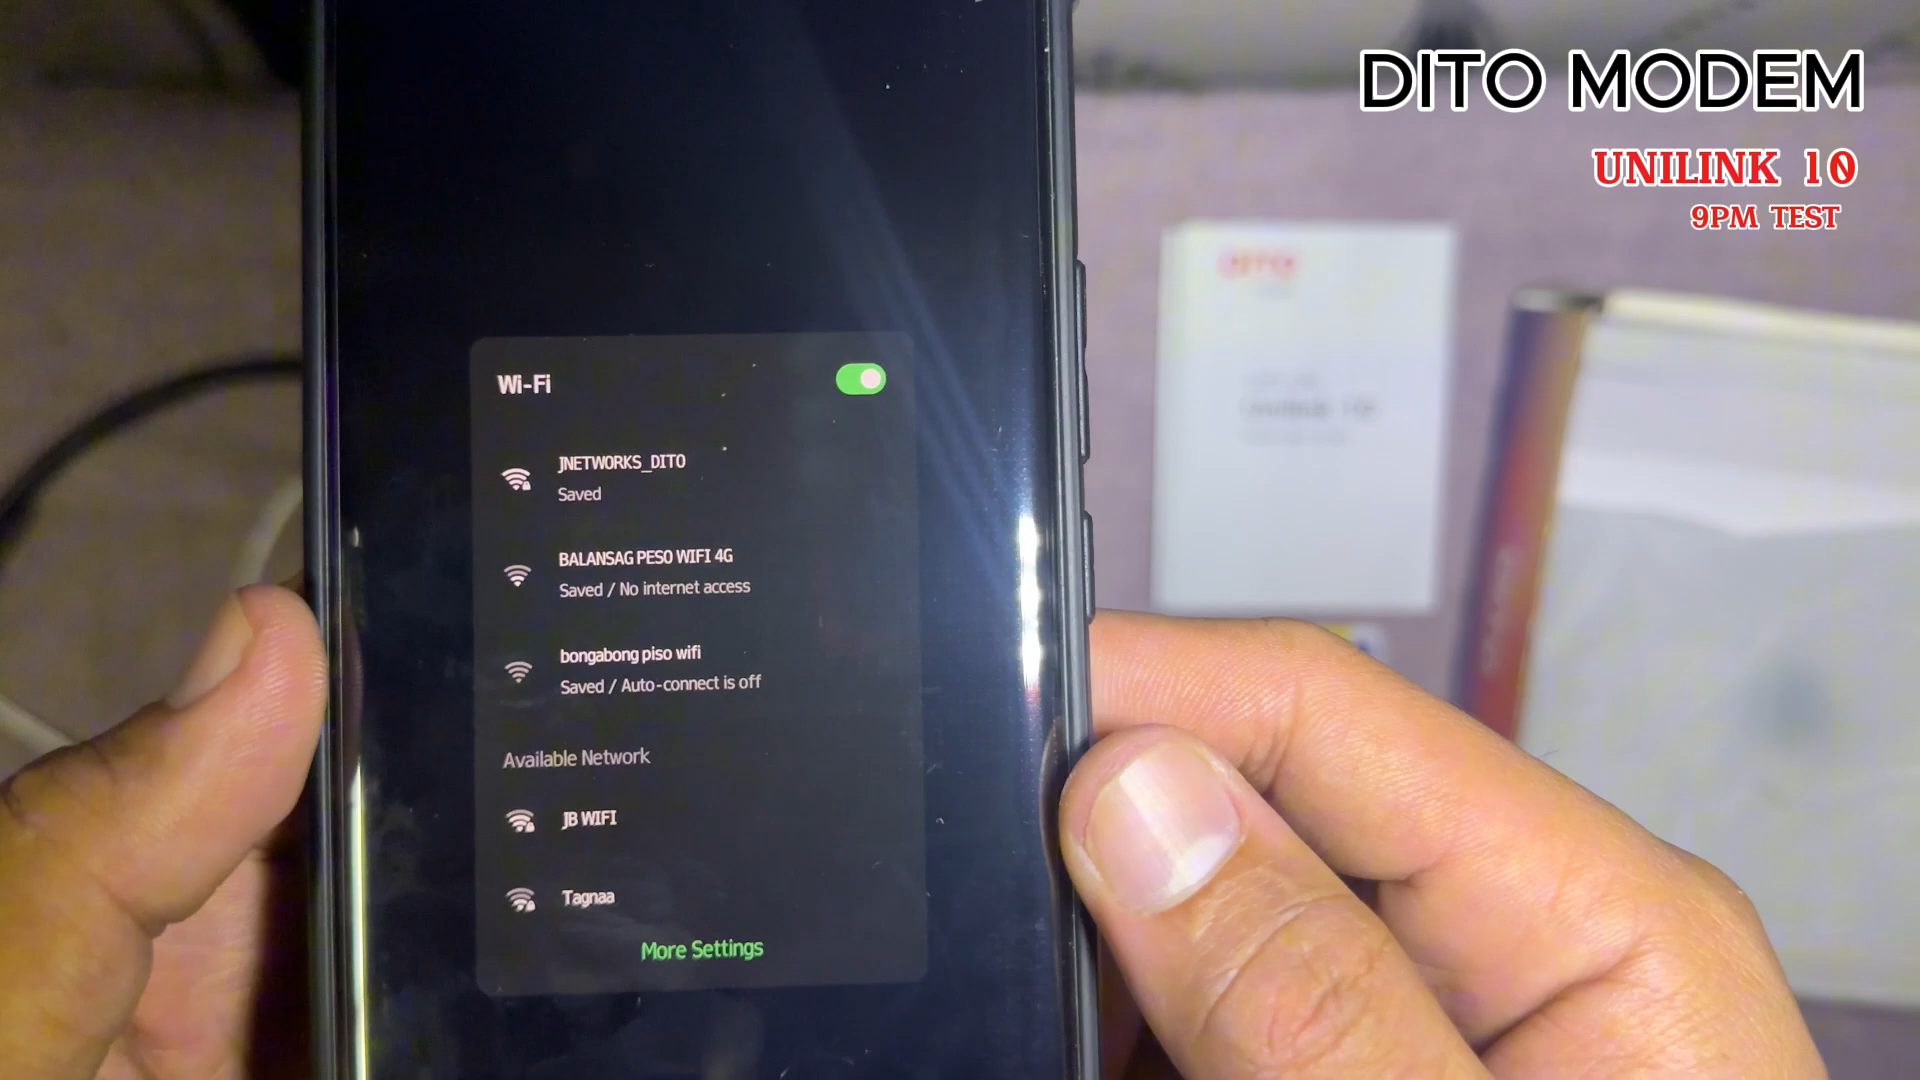 DITO MODEM
UNILINK 10
9PM TEST
DITO
Wi-Fi
JNETWORKS_DITO
Saved
BALANSAG PESO WIFI 4G
Saved / No internet access
bongabong piso wifi
Saved / Auto-connect is off
Available Network
JB WIFI
Tagnaa
More Settings